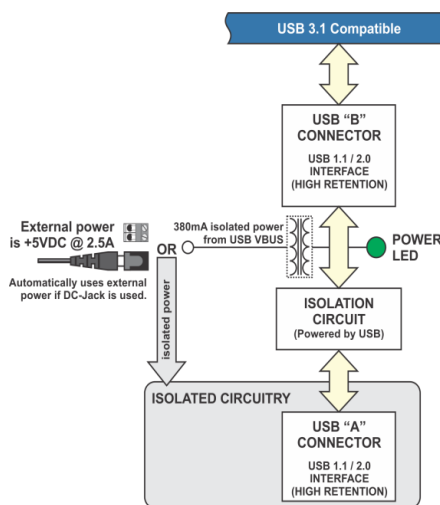 USB 3.1 Compatible
USB “B”
CONNECTOR
USB 1.1 / 2.0
INTERFACE
(HIGH RETENTION)
External power
is +5VDC @ 2.5A
OR
380mA isolated power
from USB VBUS
POWER
LED
Automatically uses external
power if DC-Jack is used.
isolated power
ISOLATION
CIRCUIT
(Powered by USB)
ISOLATED CIRCUITRY
USB “A”
CONNECTOR
USB 1.1 / 2.0
INTERFACE
(HIGH RETENTION)